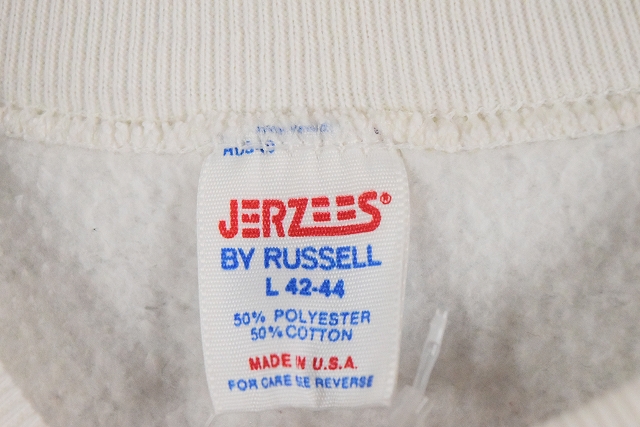 JERZEES®
BY RUSSELL
L 42-44
50% POLYESTER
50% COTTON
MADE IN U.S.A.
FOR CARE SEE REVERSE